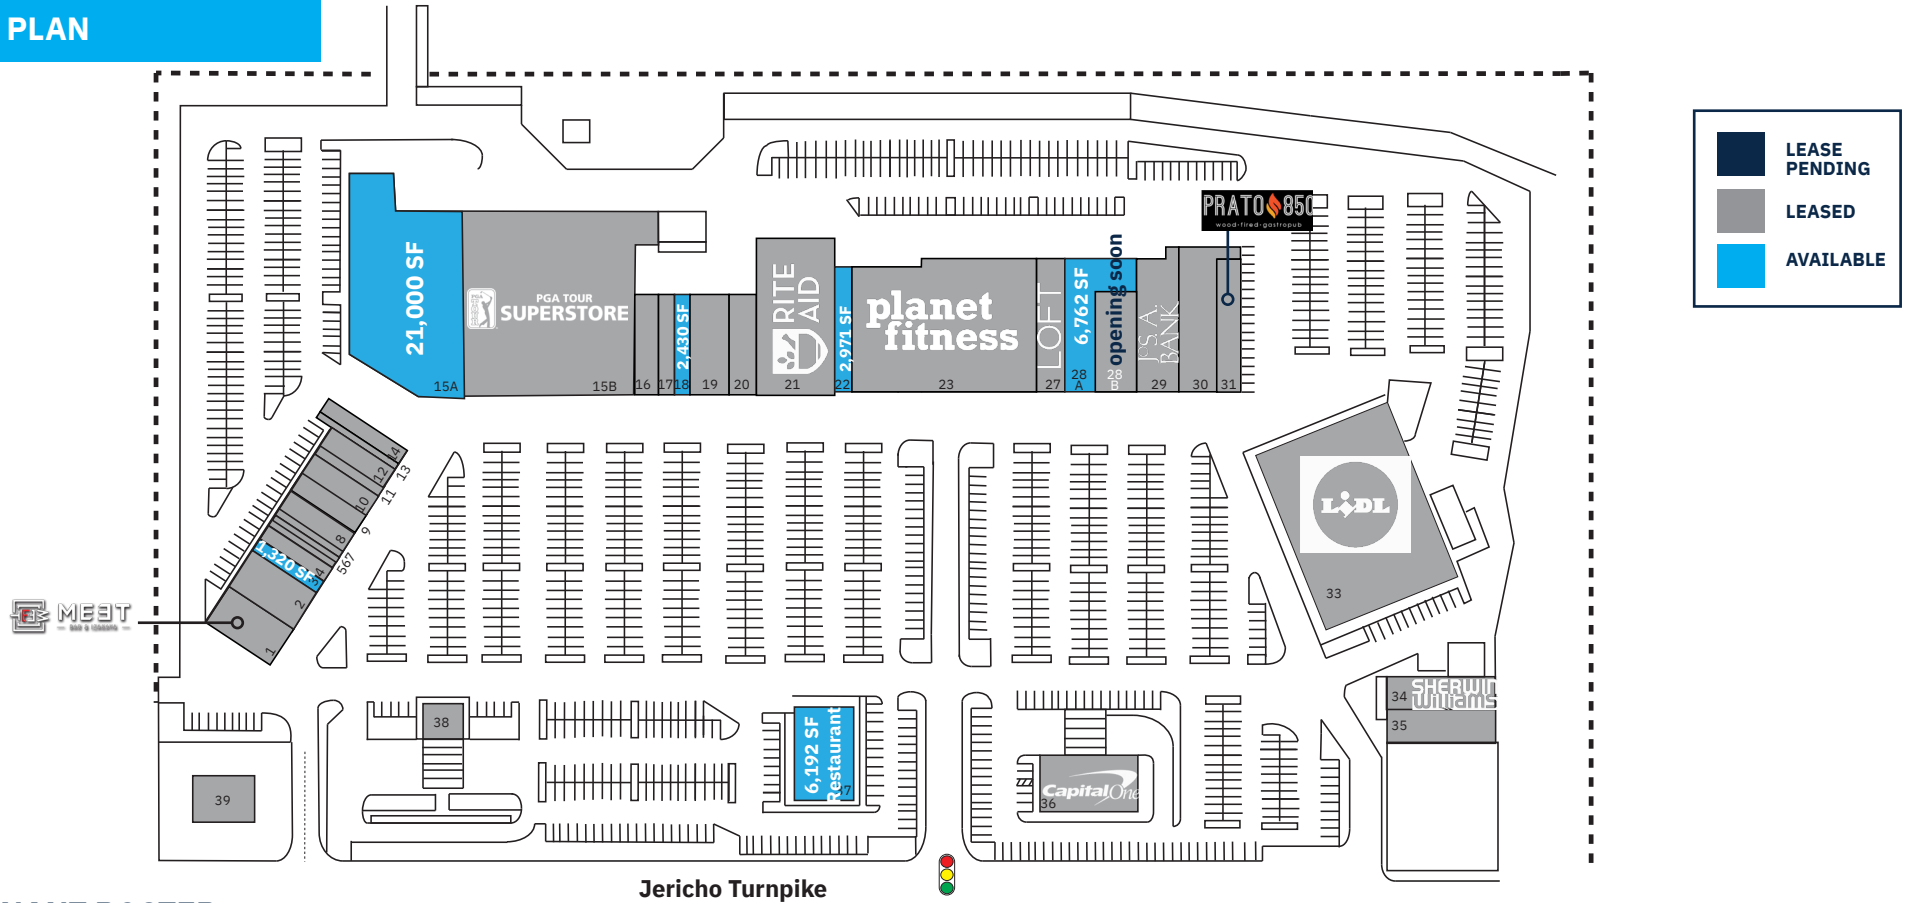 PLAN
LEASE
PENDING
LEASED
AVAILABLE
PRATO 850
wood-fired-gastropub
21,000 SF
15A
PGA TOUR
SUPERSTORE
15B
16
17
2,430 SF
18
19
20
RITE
AID
21
2,971 SF
22
planet
fitness
23
LOFT
27
6,762 SF
28
A
opening soon
28
B
BANK
29
30
31
14
13
12
11
10
9
8
567
1,320 SF
34
2
1
MEET
LIDL
33
SHERWIN
Williams
34
35
38
39
6,192 SF
Restaurant
37
Capital One
36
Jericho Turnpike